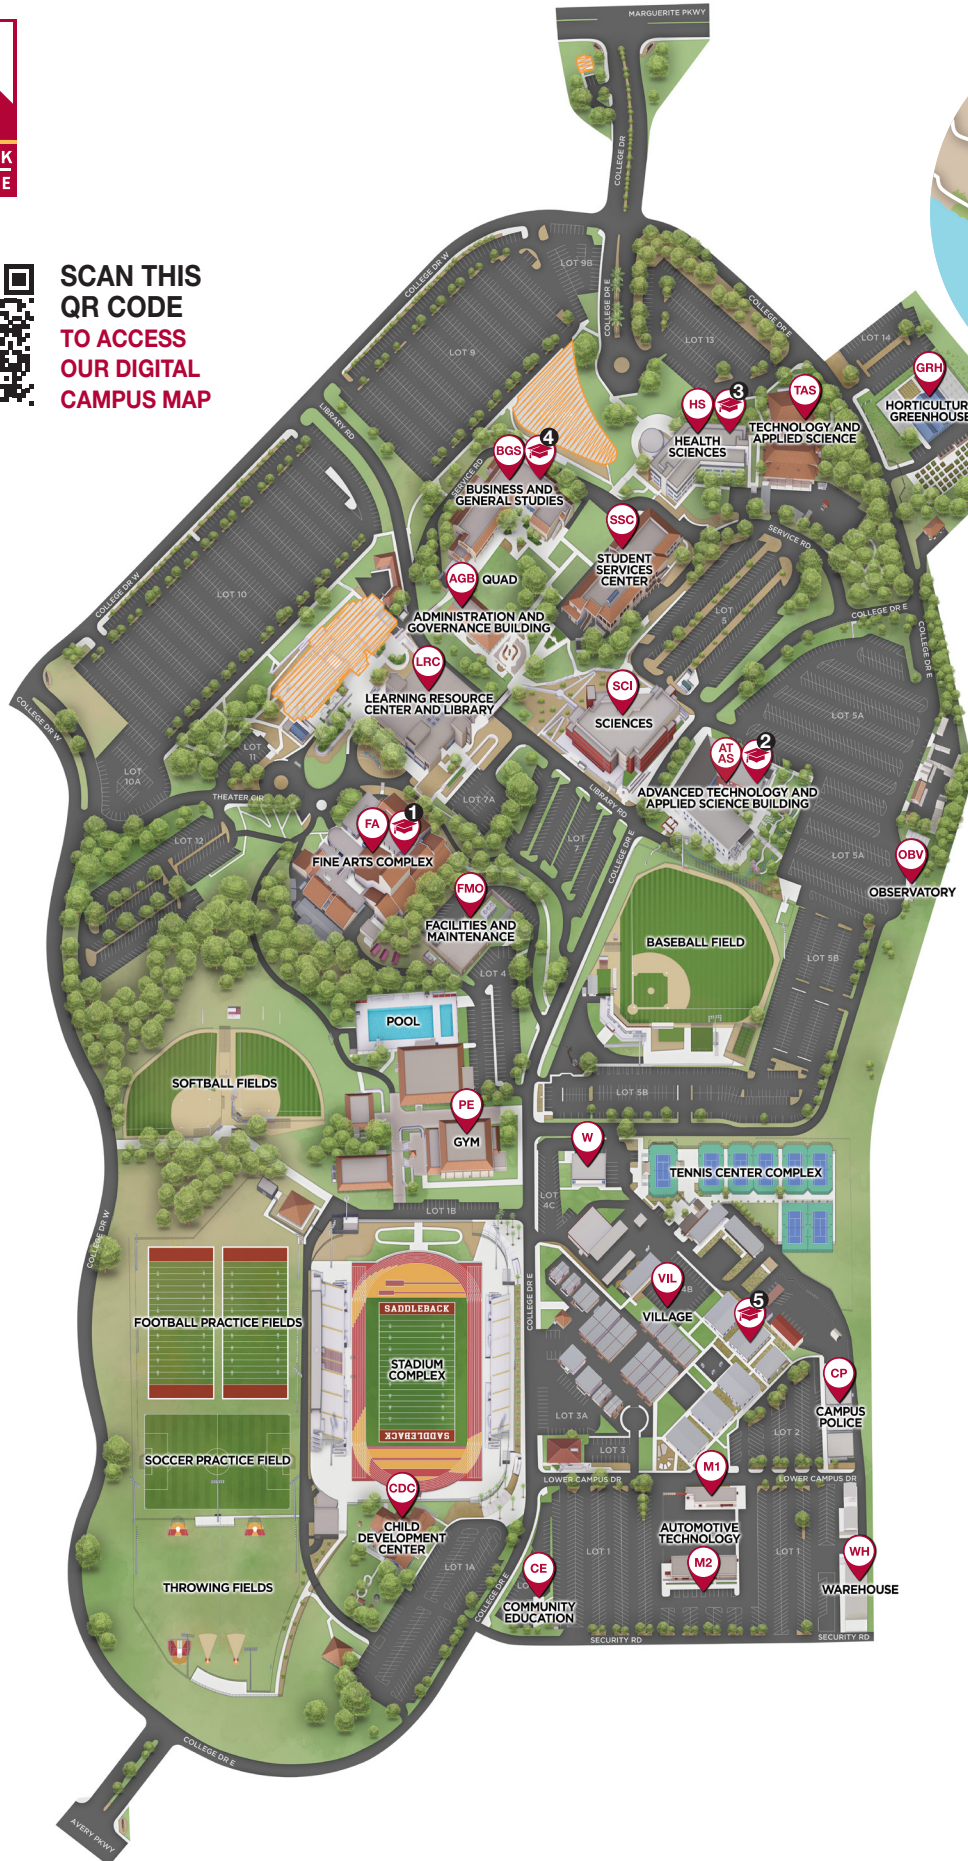 MARGUERITE PKWY
COLLEGE DR
K
E
SCAN THIS
QR CODE
TO ACCESS
OUR DIGITAL
CAMPUS MAP
COLLEGE DR W
LOT 9B
COLLEGE DR E
COLLEGE DR E
LOT 9
LOT 13
LOT 14
GRH
HORTICULTUR
GREENHOUSE
HS
3
HEALTH
SCIENCES
TAS
TECHNOLOGY AND
APPLIED SCIENCE
LIBRARY RD
SERVICE RD
BGS
4
BUSINESS AND
GENERAL STUDIES
SSC
STUDENT
SERVICES
CENTER
SERVICE RD
AGB
QUAD
ADMINISTRATION AND
GOVERNANCE BUILDING
COLLEGE DR W
LOT 10
LOT
5
COLLEGE DR E
COLLEGE DR E
LRC
LEARNING RESOURCE
CENTER AND LIBRARY
SCI
SCIENCES
COLLEGE DR W
LOT 5A
LOT
11
LOT
10A
AT
AS
2
ADVANCED TECHNOLOGY AND
APPLIED SCIENCE BUILDING
THEATER CIR
LOT 7A
LIBRARY RD
LOT 12
FA
1
FINE ARTS COMPLEX
LOT
7
COLLEGE DR E
LOT 5A
OBV
OBSERVATORY
FMO
FACILITIES AND
MAINTENANCE
BASEBALL FIELD
LOT 5B
LOT 4
POOL
SOFTBALL FIELDS
LOT 5B
PE
GYM
W
TENNIS CENTER COMPLEX
LOT
4C
LOT 1B
COLLEGE DR W
COLLEGE DR E
VIL
4B
VILLAGE
5
SADDLEBACK
FOOTBALL PRACTICE FIELDS
STADIUM
COMPLEX
SADDLEBACK
CP
CAMPUS
POLICE
LOT 3A
LOT 3
LOT 2
SOCCER PRACTICE FIELD
M1
LOWER CAMPUS DR
LOWER CAMPUS DR
CDC
CHILD
DEVELOPMENT
CENTER
AUTOMOTIVE
TECHNOLOGY
M2
LOT 1
LOT 1
WH
WAREHOUSE
LOT 1A
CE
LO
COMMUNITY
EDUCATION
COLLEGE DR E
THROWING FIELDS
SECURITY RD
SECURITY RD
COLLEGE DR E
AVERY PKWY